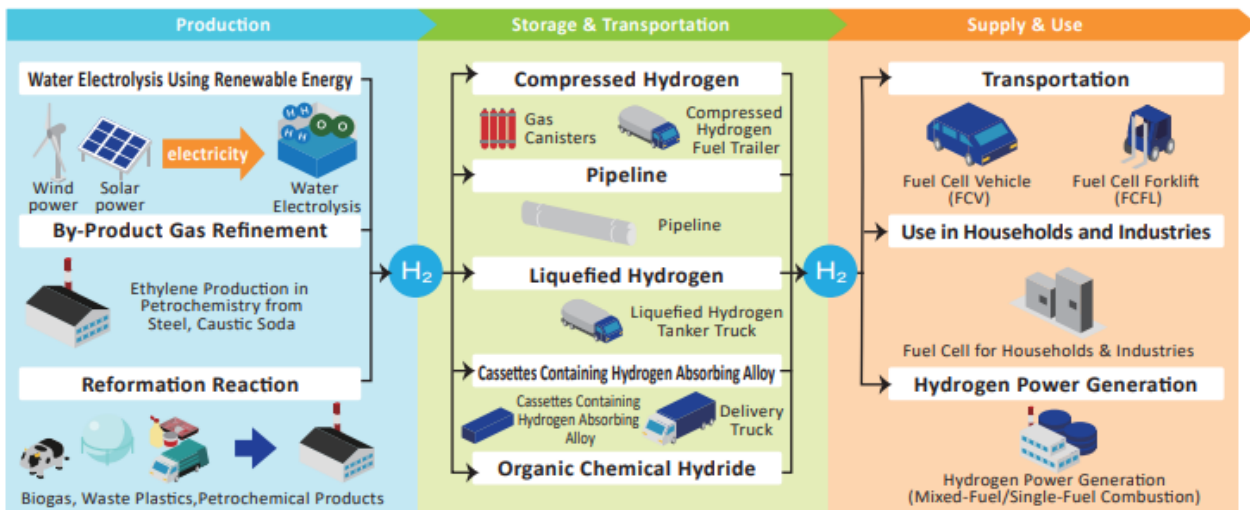 Production
Storage & Transportation
Supply & Use
Water Electrolysis Using Renewable Energy
H H
H H
O O
electricity
Wind
power
Solar
power
Water
Electrolysis
By-Product Gas Refinement
Ethylene Production in
Petrochemistry from
Steel, Caustic Soda
Reformation Reaction
Biogas, Waste Plastics,Petrochemical Products
H₂
Compressed Hydrogen
Gas
Canisters
Compressed
Hydrogen
Fuel Trailer
Pipeline
Pipeline
Liquefied Hydrogen
Liquefied Hydrogen
Tanker Truck
Cassettes Containing Hydrogen Absorbing Alloy
Cassettes Containing
Hydrogen Absorbing
Alloy
Delivery
Truck
Organic Chemical Hydride
H₂
Transportation
Fuel Cell Vehicle
(FCV)
Fuel Cell Forklift
(FCFL)
Use in Households and Industries
Fuel Cell for Households & Industries
Hydrogen Power Generation
Hydrogen Power Generation
(Mixed-Fuel/Single-Fuel Combustion)